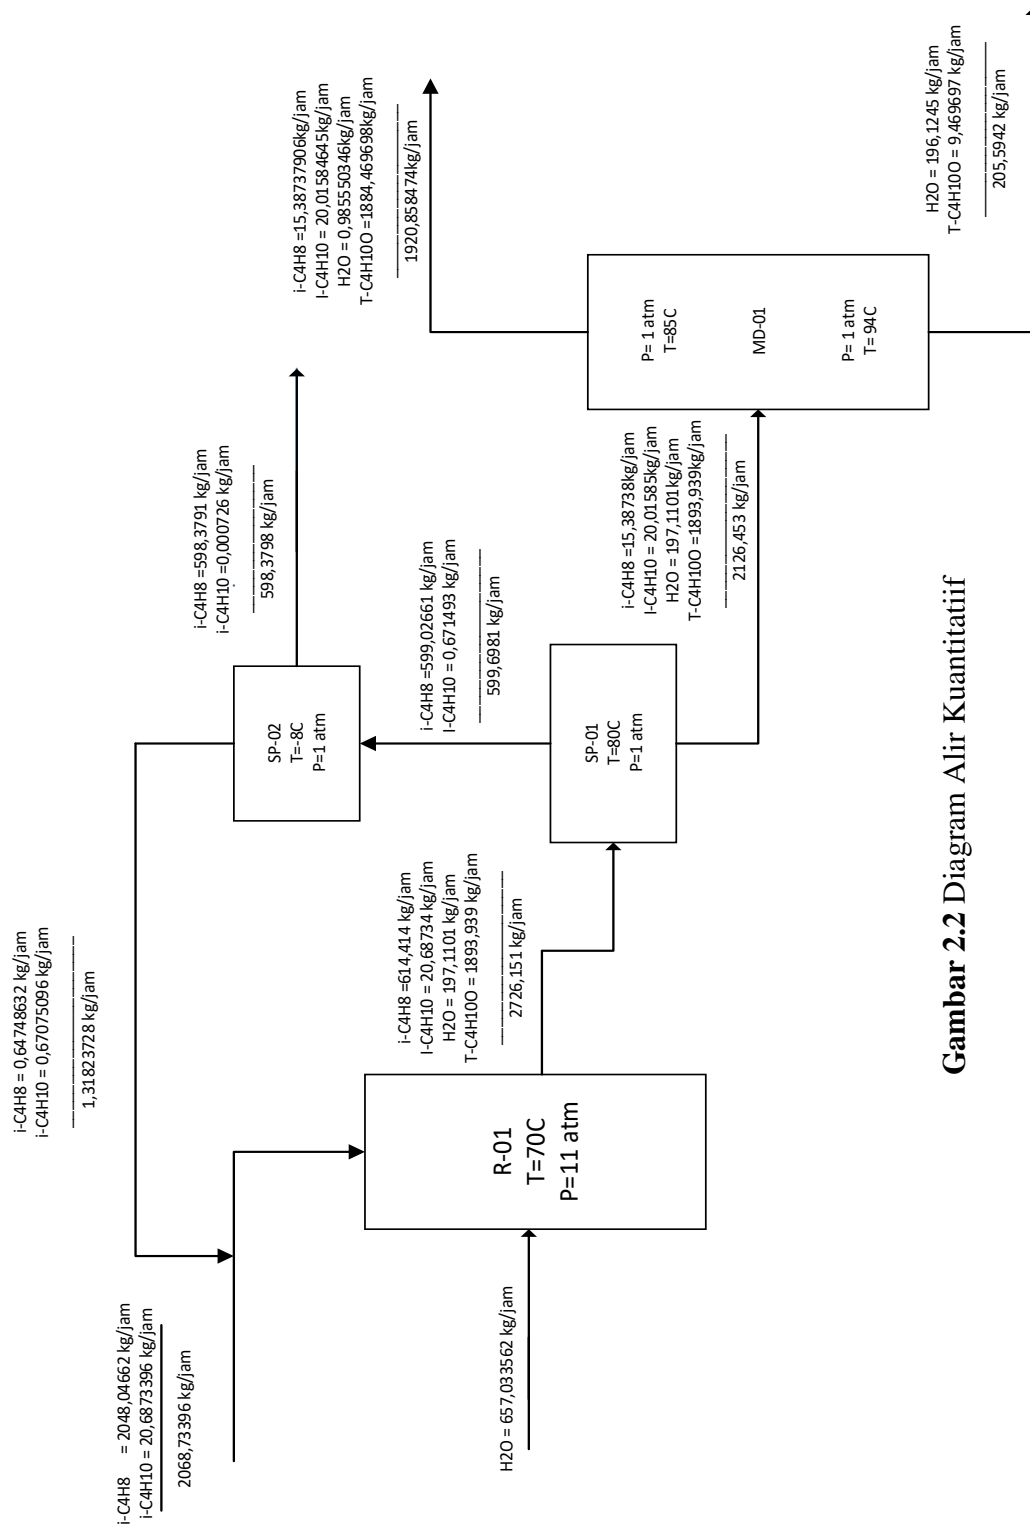 i-C4H8 = 0,64748632 kg/jam
i-C4H10 = 0,67075096 kg/jam
1,31823728 kg/jam
i-C4H8 = 2048,04662 kg/jam
i-C4H10 = 20,6873396 kg/jam
2068,73396 kg/jam
H2O = 657,033562 kg/jam
R-01
T=70C
P=11 atm
i-C4H8 =614,414 kg/jam
I-C4H10 = 20,68734 kg/jam
H2O = 197,1101 kg/jam
T-C4H10O = 1893,939 kg/jam
2726,151 kg/jam
SP-02
T=-8C
P=1 atm
i-C4H8 =598,3791 kg/jam
i-C4H10 =0,000726 kg/jam
598,3798 kg/jam
i-C4H8 =599,02661 kg/jam
I-C4H10 = 0,671493 kg/jam
599,6981 kg/jam
SP-01
T=80C
P=1 atm
i-C4H8 =15,38738kg/jam
I-C4H10 = 20,01585kg/jam
H2O = 197,1101kg/jam
T-C4H10O =1893,939kg/jam
2126,453 kg/jam
i-C4H8 =15,38737906kg/jam
I-C4H10 = 20,01584645kg/jam
H2O = 0,985550346kg/jam
T-C4H10O =1884,469698kg/jam
1920,858474kg/jam
P= 1 atm
T=85C
MD-01
P= 1 atm
T= 94C
H2O = 196,1245 kg/jam
T-C4H10O = 9,469697 kg/jam
205,5942 kg/jam
Gambar 2.2 Diagram Alir Kuantitatiif